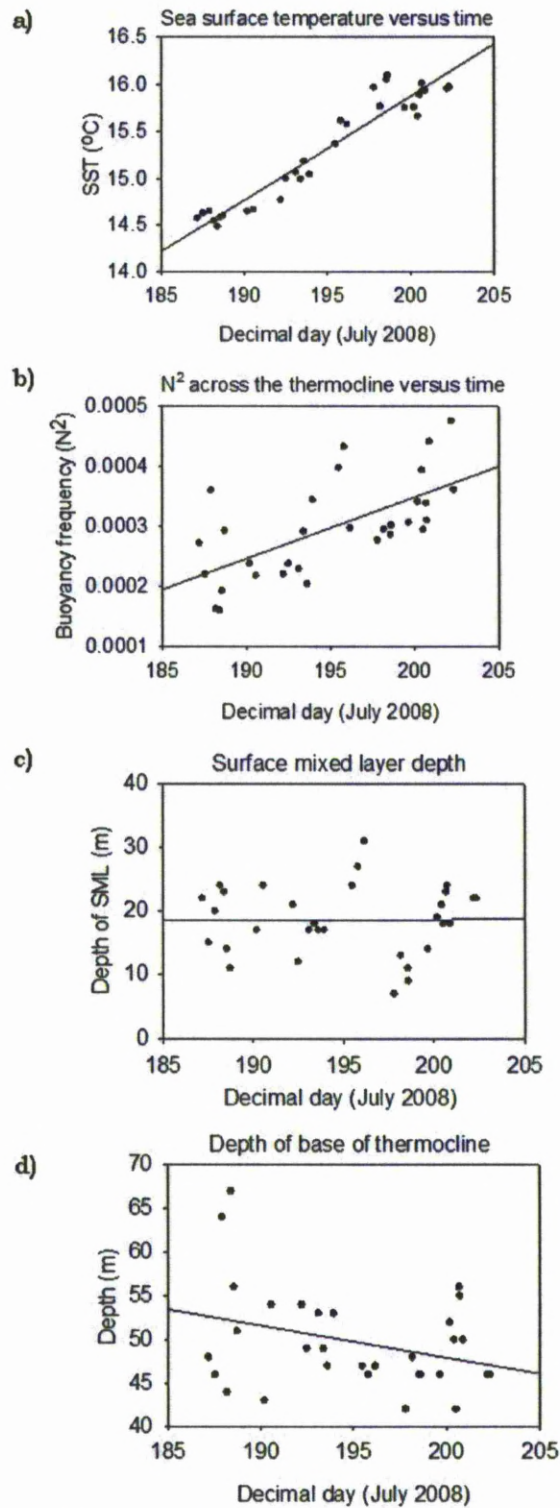 a)
Sea surface temperature versus time
16.5
16.0
15.5
15.0
14.5
14.0
SST (ºC)
185 190 195 200 205
Decimal day (July 2008)
b)
N² across the thermocline versus time
0.0005
0.0004
0.0003
0.0002
0.0001
Buoyancy frequency (N²)
185 190 195 200 205
Decimal day (July 2008)
c)
Surface mixed layer depth
40
30
20
10
0
Depth of SML (m)
185 190 195 200 205
Decimal day (July 2008)
d)
Depth of base of thermocline
70
65
60
55
50
45
40
Depth (m)
185 190 195 200 205
Decimal day (July 2008)